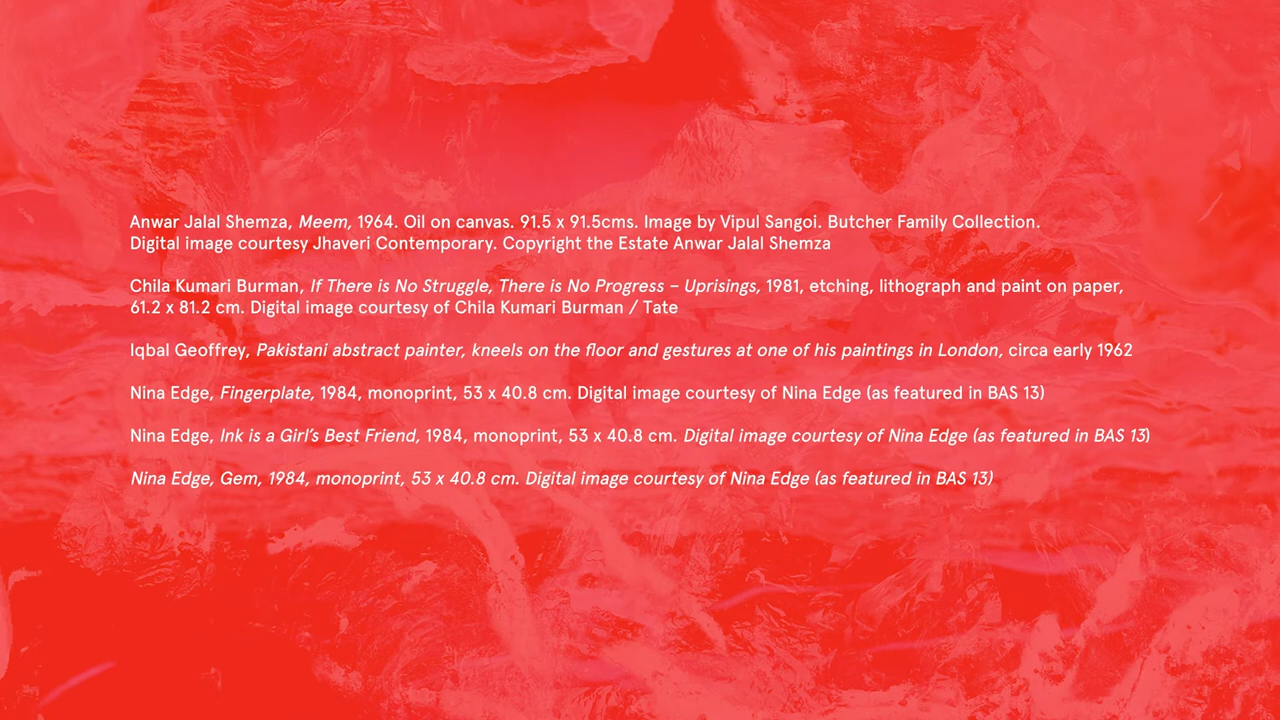 Anwar Jalal Shemza, Meem, 1964. Oil on canvas. 91.5 x 91.5cms. Image by Vipul Sangoi. Butcher Family Collection.
Digital image courtesy Jhaveri Contemporary. Copyright the Estate Anwar Jalal Shemza
Chila Kumari Burman, If There is No Struggle, There is No Progress – Uprisings, 1981, etching, lithograph and paint on paper,
61.2 x 81.2 cm. Digital image courtesy of Chila Kumari Burman / Tate
Iqbal Geoffrey, Pakistani abstract painter, kneels on the floor and gestures at one of his paintings in London, circa early 1962
Nina Edge, Fingerplate, 1984, monoprint, 53 x 40.8 cm. Digital image courtesy of Nina Edge (as featured in BAS 13)
Nina Edge, Ink is a Girl’s Best Friend, 1984, monoprint, 53 x 40.8 cm. Digital image courtesy of Nina Edge (as featured in BAS 13)
Nina Edge, Gem, 1984, monoprint, 53 x 40.8 cm. Digital image courtesy of Nina Edge (as featured in BAS 13)